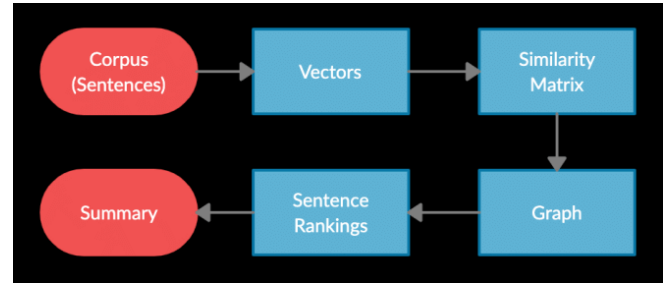 Corpus
(Sentences)
Vectors
Similarity
Matrix
Summary
Sentence
Rankings
Graph